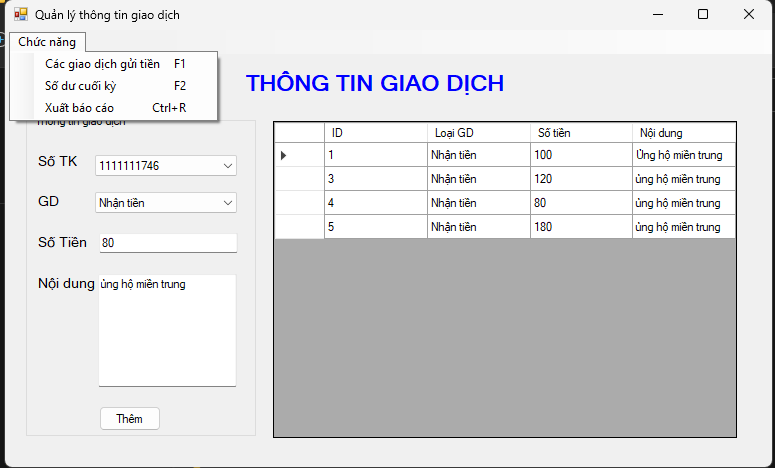 Quản lý thông tin giao dịch
Chức năng
Các giao dịch gửi tiền F1
Số dư cuối kỳ F2
Xuất báo cáo Ctrl+R
THÔNG TIN GIAO DỊCH
Thông tin giao dịch
Số TK 1111111746
GD Nhận tiền
Số Tiền 80
Nội dung ủng hộ miền trung
Thêm
ID Loại GD Số tiền Nội dung
1 Nhận tiền 100 Ủng hộ miền trung
3 Nhận tiền 120 ủng hộ miền trung
4 Nhận tiền 80 ủng hộ miền trung
5 Nhận tiền 180 ủng hộ miền trung